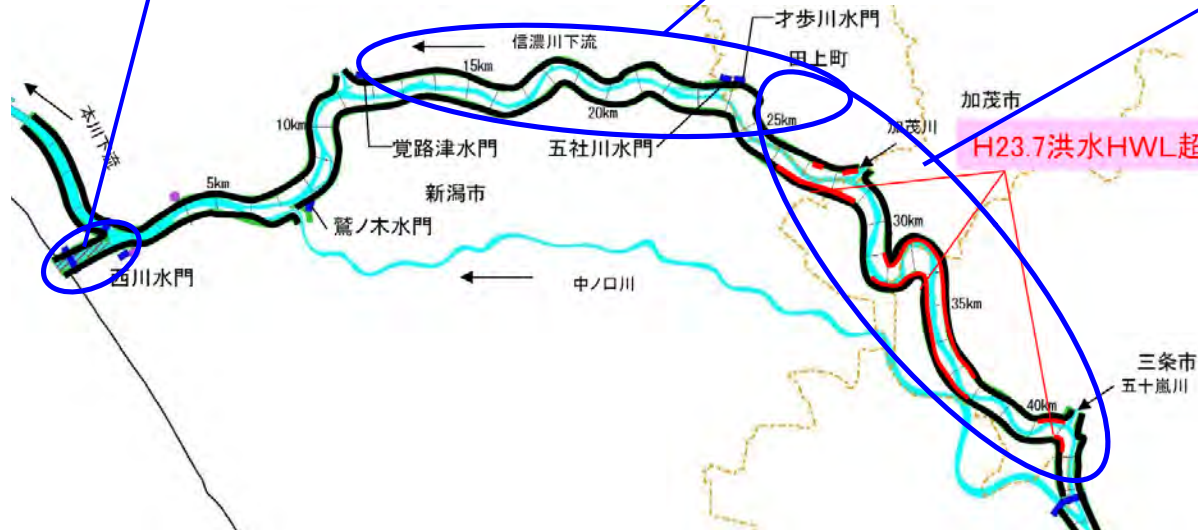 才歩川水門
信濃川下流
田上町
15km
20km
25km
加茂市
加茂川
本川下流
10km
覚路津水門
五社川水門
H23.7洪水HWL超
5km
新潟市
鷲ノ木水門
30km
西川水門
中ノ口川
35km
三条市
五十嵐川
40km